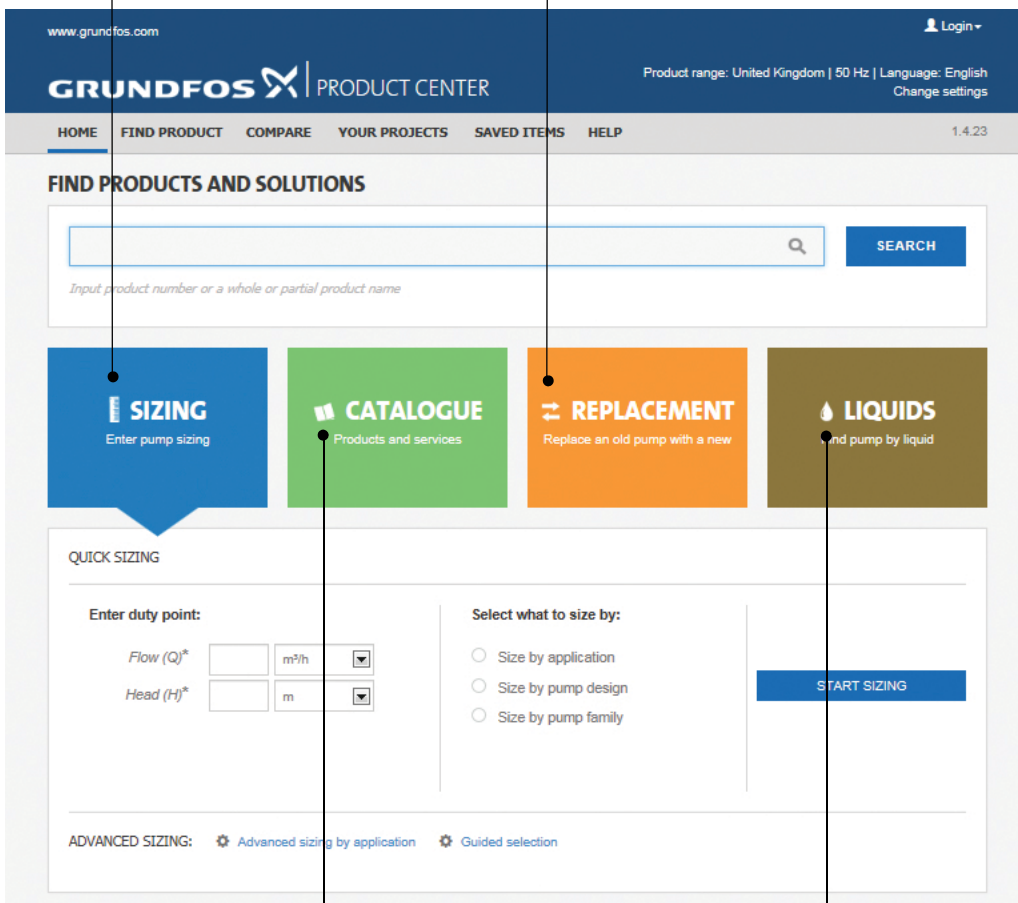 www.grundfos.com
Login
GRUNDFOS PRODUCT CENTER
Product range: United Kingdom | 50 Hz | Language: English
Change settings
HOME FIND PRODUCT COMPARE YOUR PROJECTS SAVED ITEMS HELP 1.4.23
FIND PRODUCTS AND SOLUTIONS
SEARCH
Input product number or a whole or partial product name
SIZING
Enter pump sizing
CATALOGUE
Products and services
REPLACEMENT
Replace an old pump with a new
LIQUIDS
Find pump by liquid
QUICK SIZING
Enter duty point:
Flow (Q)* m³/h
Head (H)* m
Select what to size by:
Size by application
Size by pump design
Size by pump family
START SIZING
ADVANCED SIZING: Advanced sizing by application Guided selection